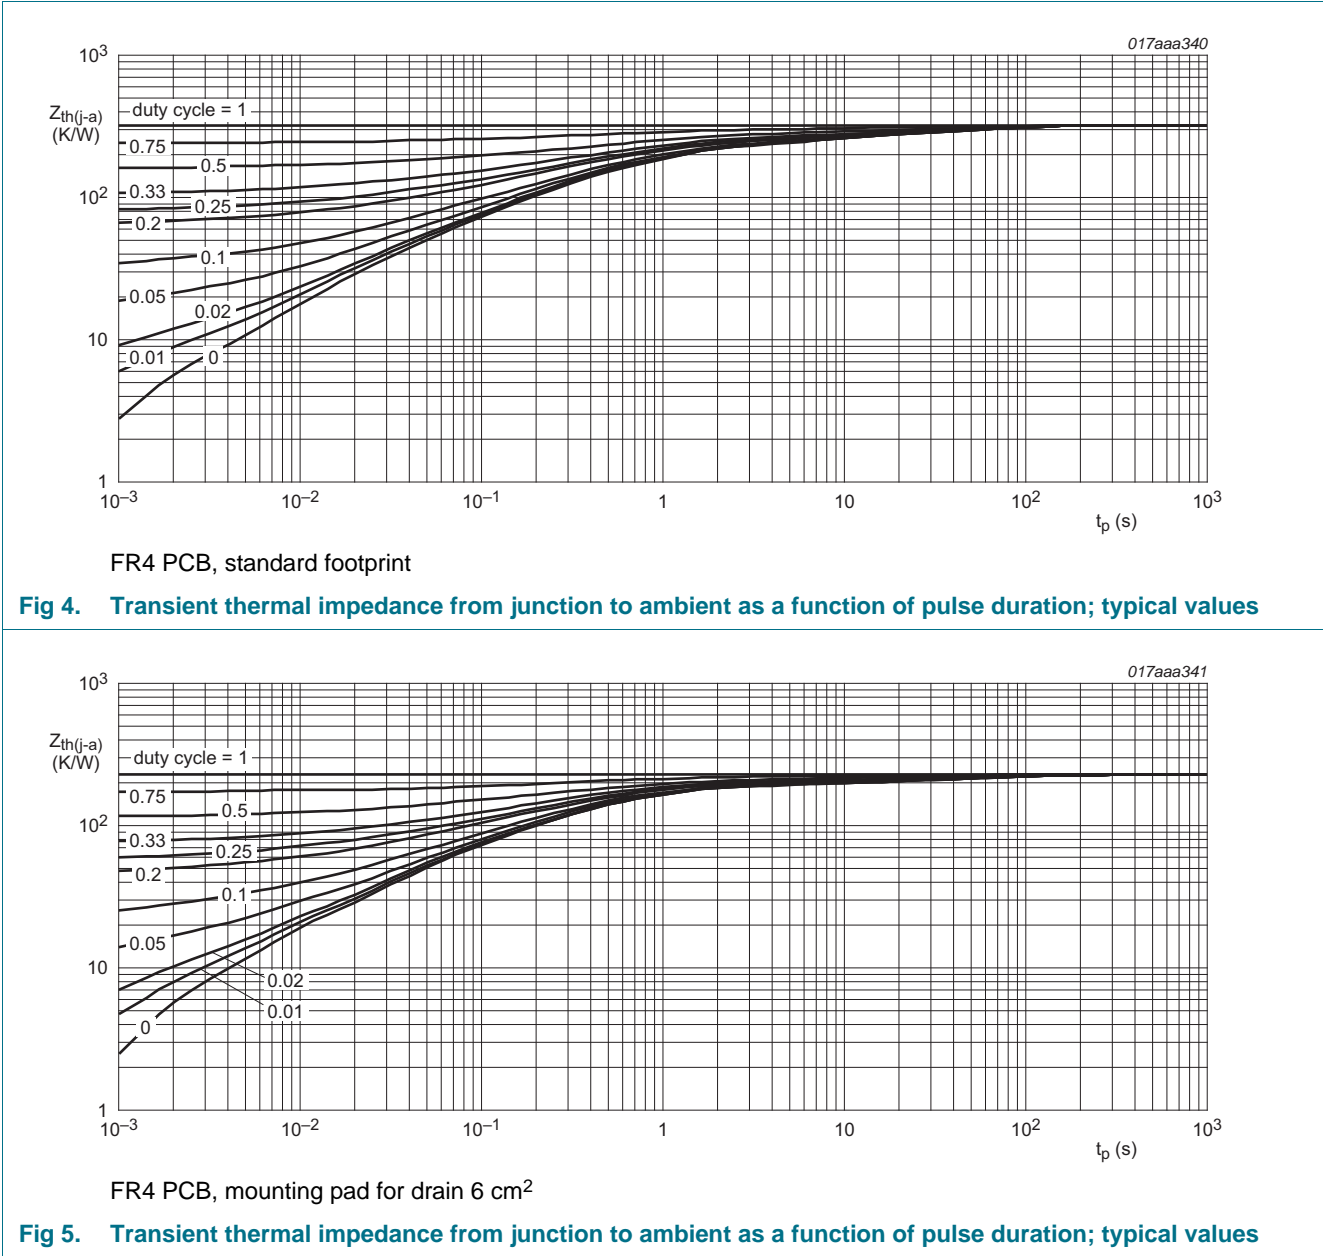 017aaa340
10³
Zth(j-a)
(K/W)
duty cycle = 1
0.75
0.5
0.33
0.25
0.2
0.1
0.05
0.02
0.01
0
10²
10
1
10–3 10–2 10–1 1 10 10² 10³
tp (s)
FR4 PCB, standard footprint
Fig 4. Transient thermal impedance from junction to ambient as a function of pulse duration; typical values
017aaa341
10³
Zth(j-a)
(K/W)
duty cycle = 1
0.75
0.5
0.33
0.25
0.2
0.1
0.05
0.02
0.01
0
10²
10
1
10–3 10–2 10–1 1 10 10² 10³
tp (s)
FR4 PCB, mounting pad for drain 6 cm²
Fig 5. Transient thermal impedance from junction to ambient as a function of pulse duration; typical values